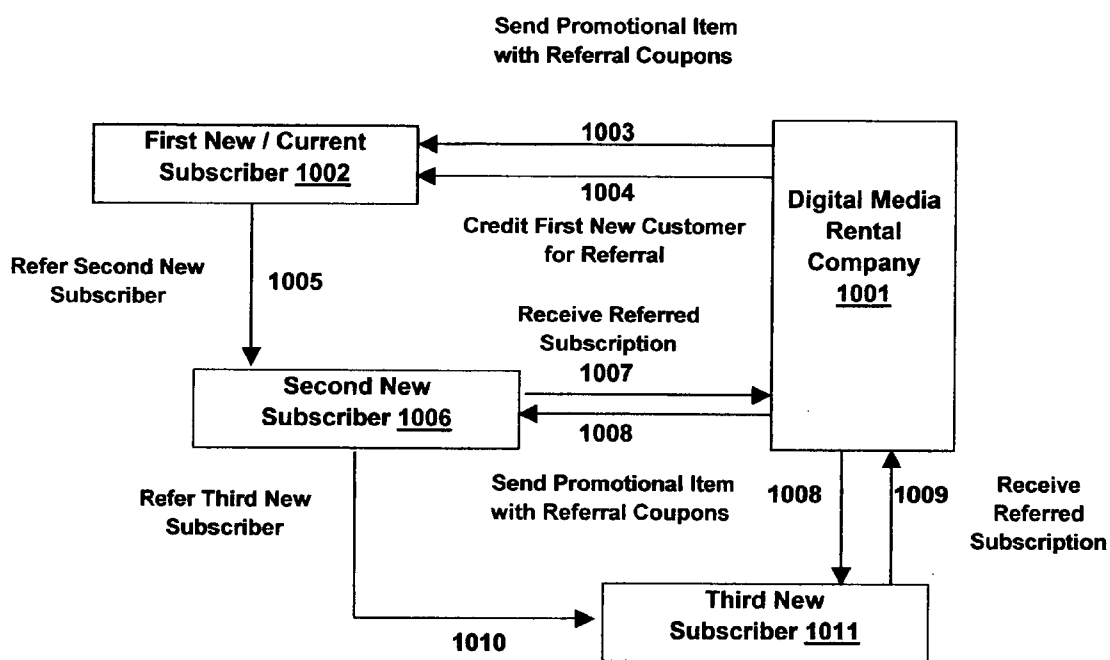 Send Promotional Item
with Referral Coupons
First New / Current
Subscriber 1002
1003
1004
Credit First New Customer
for Referral
Digital Media
Rental
Company
1001
Refer Second New
Subscriber
1005
Receive Referred
Subscription
1007
Second New
Subscriber 1006
1008
Refer Third New
Subscriber
Send Promotional Item
with Referral Coupons
1008
1009
Receive
Referred
Subscription
1010
Third New
Subscriber 1011